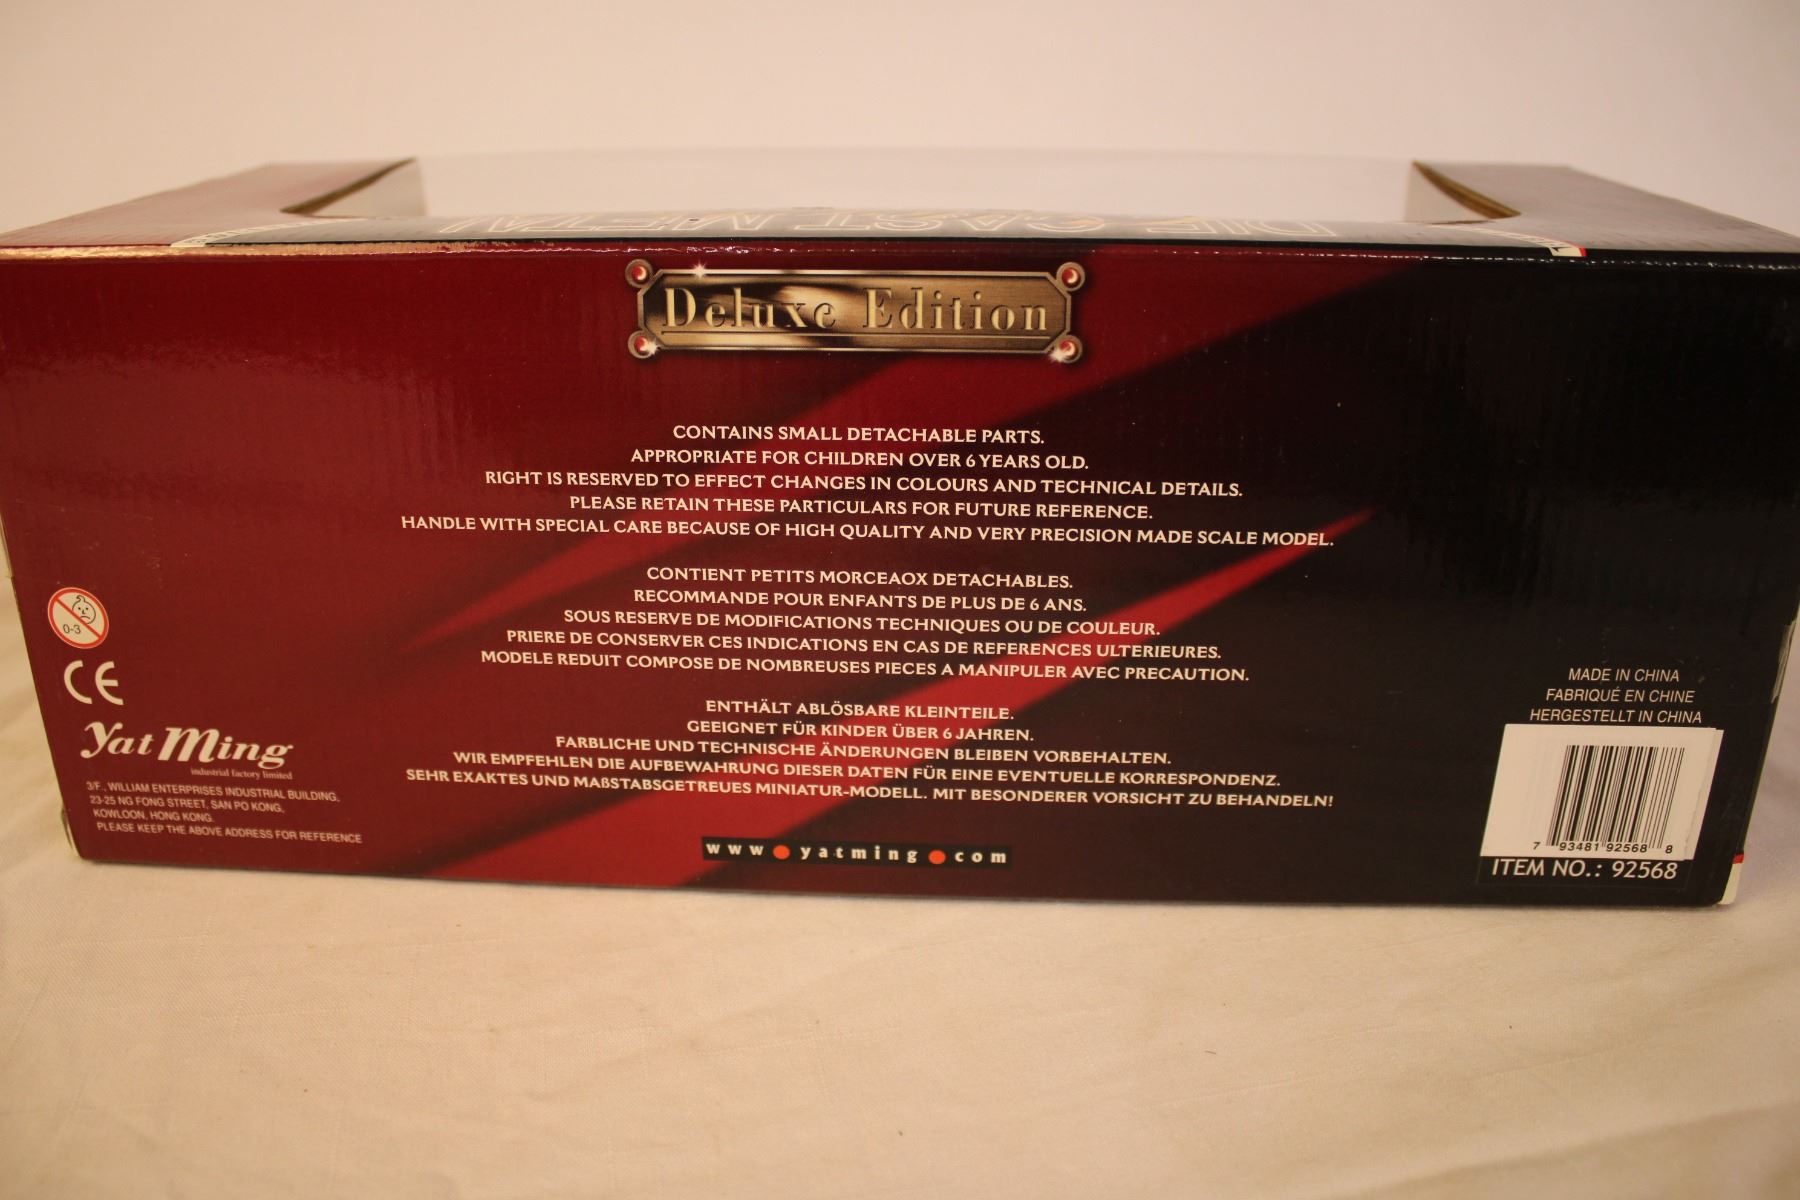 DIE CAST METAL
Deluxe Edition
CONTAINS SMALL DETACHABLE PARTS.
APPROPRIATE FOR CHILDREN OVER 6 YEARS OLD.
RIGHT IS RESERVED TO EFFECT CHANGES IN COLOURS AND TECHNICAL DETAILS.
PLEASE RETAIN THESE PARTICULARS FOR FUTURE REFERENCE.
HANDLE WITH SPECIAL CARE BECAUSE OF HIGH QUALITY AND VERY PRECISION MADE SCALE MODEL.
CONTIENT PETITS MORCEAOX DETACHABLES.
RECOMMANDE POUR ENFANTS DE PLUS DE 6 ANS.
SOUS RESERVE DE MODIFICATIONS TECHNIQUES OU DE COULEUR.
PRIERE DE CONSERVER CES INDICATIONS EN CAS DE REFERENCES ULTERIEURES.
MODELE REDUIT COMPOSE DE NOMBREUSES PIECES A MANIPULER AVEC PRECAUTION.
ENTHÄLT ABLÖSBARE KLEINTEILE.
GEEIGNET FÜR KINDER ÜBER 6 JAHREN.
FARBLICHE UND TECHNISCHE ÄNDERUNGEN BLEIBEN VORBEHALTEN.
WIR EMPFEHLEN DIE AUFBEWAHRUNG DIESER DATEN FÜR EINE EVENTUELLE KORRESPONDENZ.
SEHR EXAKTES UND MAßSTABSGETREUES MINIATUR-MODELL. MIT BESONDERER VORSICHT ZU BEHANDELN!
www.yatming.com
0-3
CE
Yat Ming
industrial factory limited
3/F., WILLIAM ENTERPRISES INDUSTRIAL BUILDING,
23-25 NG FONG STREET, SAN PO KONG,
KOWLOON, HONG KONG.
PLEASE KEEP THE ABOVE ADDRESS FOR REFERENCE
MADE IN CHINA
FABRIQUÉ EN CHINE
HERGESTELLT IN CHINA
7 93481 92568 8
ITEM NO.: 92568